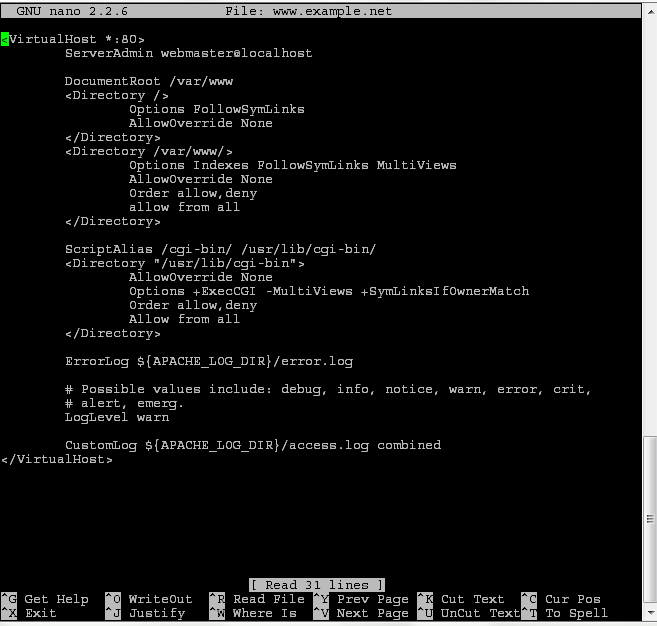 GNU nano 2.2.6 File: www.example.net
<VirtualHost *:80>
ServerAdmin webmaster@localhost
DocumentRoot /var/www
<Directory />
Options FollowSymLinks
AllowOverride None
</Directory>
<Directory /var/www/>
Options Indexes FollowSymLinks MultiViews
AllowOverride None
Order allow,deny
allow from all
</Directory>
ScriptAlias /cgi-bin/ /usr/lib/cgi-bin/
<Directory "/usr/lib/cgi-bin">
AllowOverride None
Options +ExecCGI -MultiViews +SymLinksIfOwnerMatch
Order allow,deny
Allow from all
</Directory>
ErrorLog ${APACHE_LOG_DIR}/error.log
# Possible values include: debug, info, notice, warn, error, crit,
# alert, emerg.
LogLevel warn
CustomLog ${APACHE_LOG_DIR}/access.log combined
</VirtualHost>
[ Read 31 lines ]
^G Get Help ^O WriteOut ^R Read File ^Y Prev Page ^K Cut Text ^C Cur Pos
^X Exit ^J Justify ^W Where Is ^V Next Page ^U UnCut Text ^T To Spell